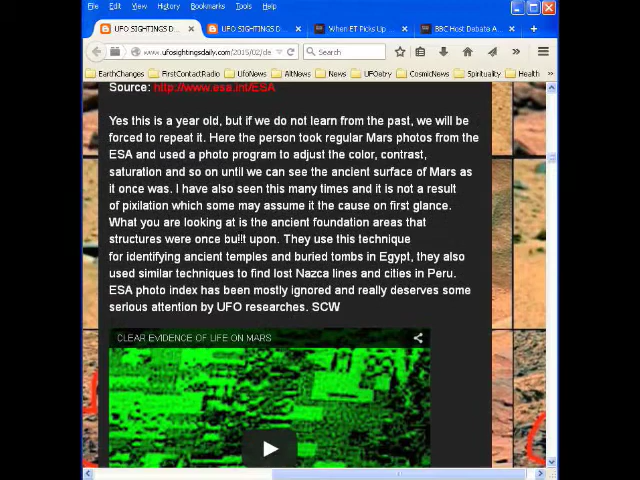 File Edit View History Bookmarks Tools Help
UFO SIGHTINGS D... × UFO SIGHTINGS D... × When ET Picks Up ... × BBC Host Debate A... ×
www.ufosightingsdaily.com/2015/02/de Search
EarthChanges FirstContactRadio UfoNews AltNews News UFOetry CosmicNews Spirituality Health
Source: http://www.esa.int/ESA
Yes this is a year old, but if we do not learn from the past, we will be
forced to repeat it. Here the person took regular Mars photos from the
ESA and used a photo program to adjust the color, contrast,
saturation and so on until we can see the ancient surface of Mars as
it once was. I have also seen this many times and it is not a result
of pixilation which some may assume it the cause on first glance.
What you are looking at is the ancient foundation areas that
structures were once built upon. They use this technique
for identifying ancient temples and buried tombs in Egypt, they also
used similar techniques to find lost Nazca lines and cities in Peru.
ESA photo index has been mostly ignored and really deserves some
serious attention by UFO researches. SCW
CLEAR EVIDENCE OF LIFE ON MARS